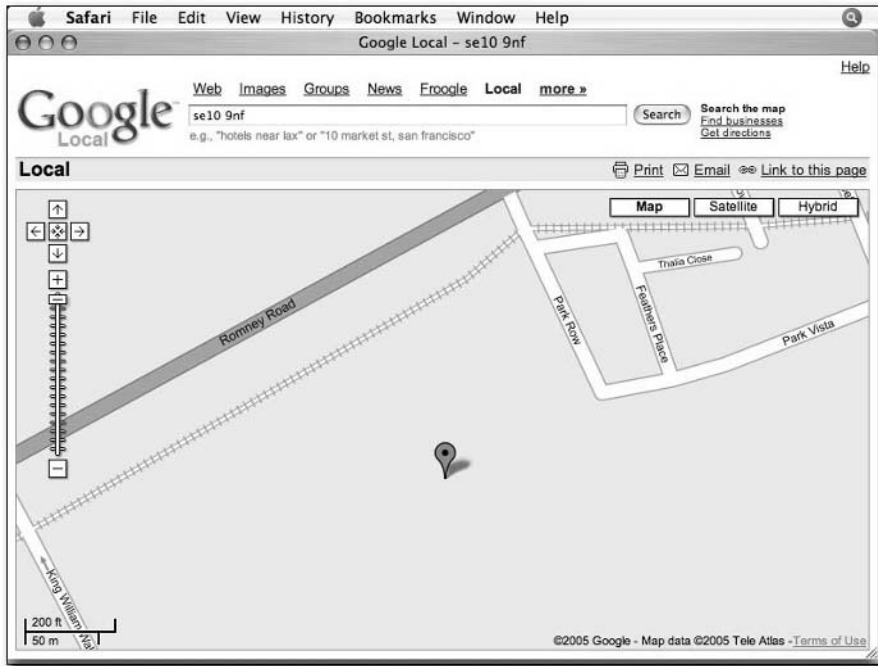 Safari File Edit View History Bookmarks Window Help
Google Local – se10 9nf
Help
Google Local
Web Images Groups News Froogle Local more »
se10 9nf
Search
Search the map
Find businesses
Get directions
e.g., "hotels near lax" or "10 market st, san francisco"
Local
Print Email Link to this page
Map Satellite Hybrid
Thalia Close
Romney Road
Park Row
Feathers Place
Park Vista
King William Wal
200 ft
50 m
©2005 Google - Map data ©2005 Tele Atlas - Terms of Use